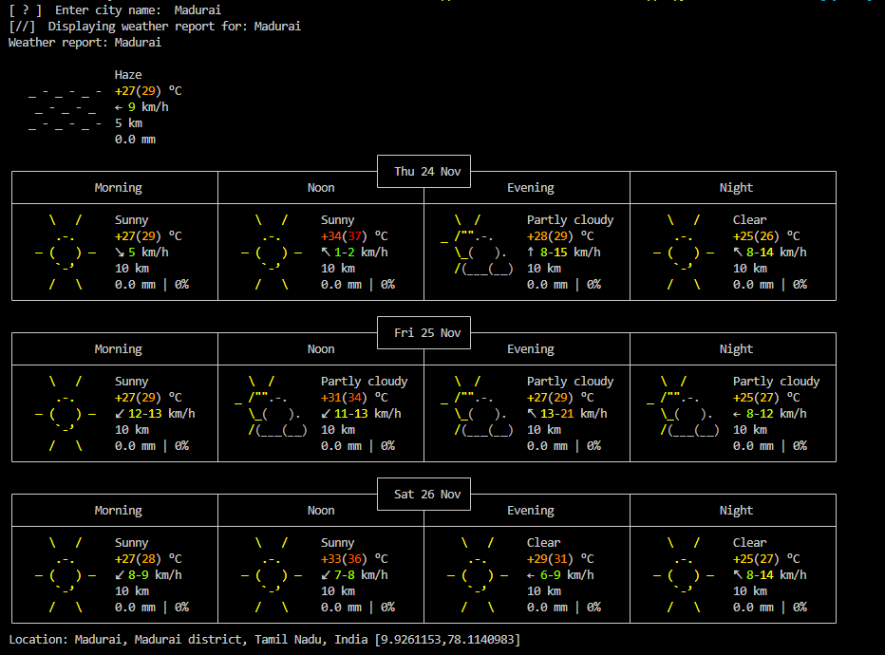 [ ? ]  Enter city name:  Madurai
[//]  Displaying weather report for: Madurai
Weather report: Madurai
Haze
_ - _ - _ -  +27(29) °C
_ - _ - _  ← 9 km/h
_ - _ - _ -  5 km
0.0 mm
Thu 24 Nov
Morning  Noon  Evening  Night
\   /  Sunny  \   /  Sunny  \  /  Partly cloudy  \   /  Clear
.-.  +27(29) °C  .-.  +34(37) °C  _ /"".-.  +28(29) °C  .-.  +25(26) °C
― (   ) ―  ↘ 5 km/h  ― (   ) ―  ↖ 1-2 km/h  \_(   ).  ↑ 8-15 km/h  ― (   ) ―  ↖ 8-14 km/h
`-’  10 km  `-’  10 km  /(___(__)  10 km  `-’  10 km
/   \  0.0 mm | 0%  /   \  0.0 mm | 0%  0.0 mm | 0%  /   \  0.0 mm | 0%
Fri 25 Nov
Morning  Noon  Evening  Night
\   /  Sunny  \  /  Partly cloudy  \  /  Partly cloudy  \  /  Partly cloudy
.-.  +27(29) °C  _ /"".-.  +31(34) °C  _ /"".-.  +27(29) °C  _ /"".-.  +25(27) °C
― (   ) ―  ↙ 12-13 km/h  \_(   ).  ↙ 11-13 km/h  \_(   ).  ↖ 13-21 km/h  \_(   ).  ← 8-12 km/h
`-’  10 km  /(___(__)  10 km  /(___(__)  10 km  /(___(__)  10 km
/   \  0.0 mm | 0%  0.0 mm | 0%  0.0 mm | 0%  0.0 mm | 0%
Sat 26 Nov
Morning  Noon  Evening  Night
\   /  Sunny  \   /  Sunny  \   /  Clear  \   /  Clear
.-.  +27(28) °C  .-.  +33(36) °C  .-.  +29(31) °C  .-.  +25(27) °C
― (   ) ―  ↙ 8-9 km/h  ― (   ) ―  ↙ 7-8 km/h  ― (   ) ―  ← 6-9 km/h  ― (   ) ―  ↖ 8-14 km/h
`-’  10 km  `-’  10 km  `-’  10 km  `-’  10 km
/   \  0.0 mm | 0%  /   \  0.0 mm | 0%  /   \  0.0 mm | 0%  /   \  0.0 mm | 0%
Location: Madurai, Madurai district, Tamil Nadu, India [9.9261153,78.1140983]